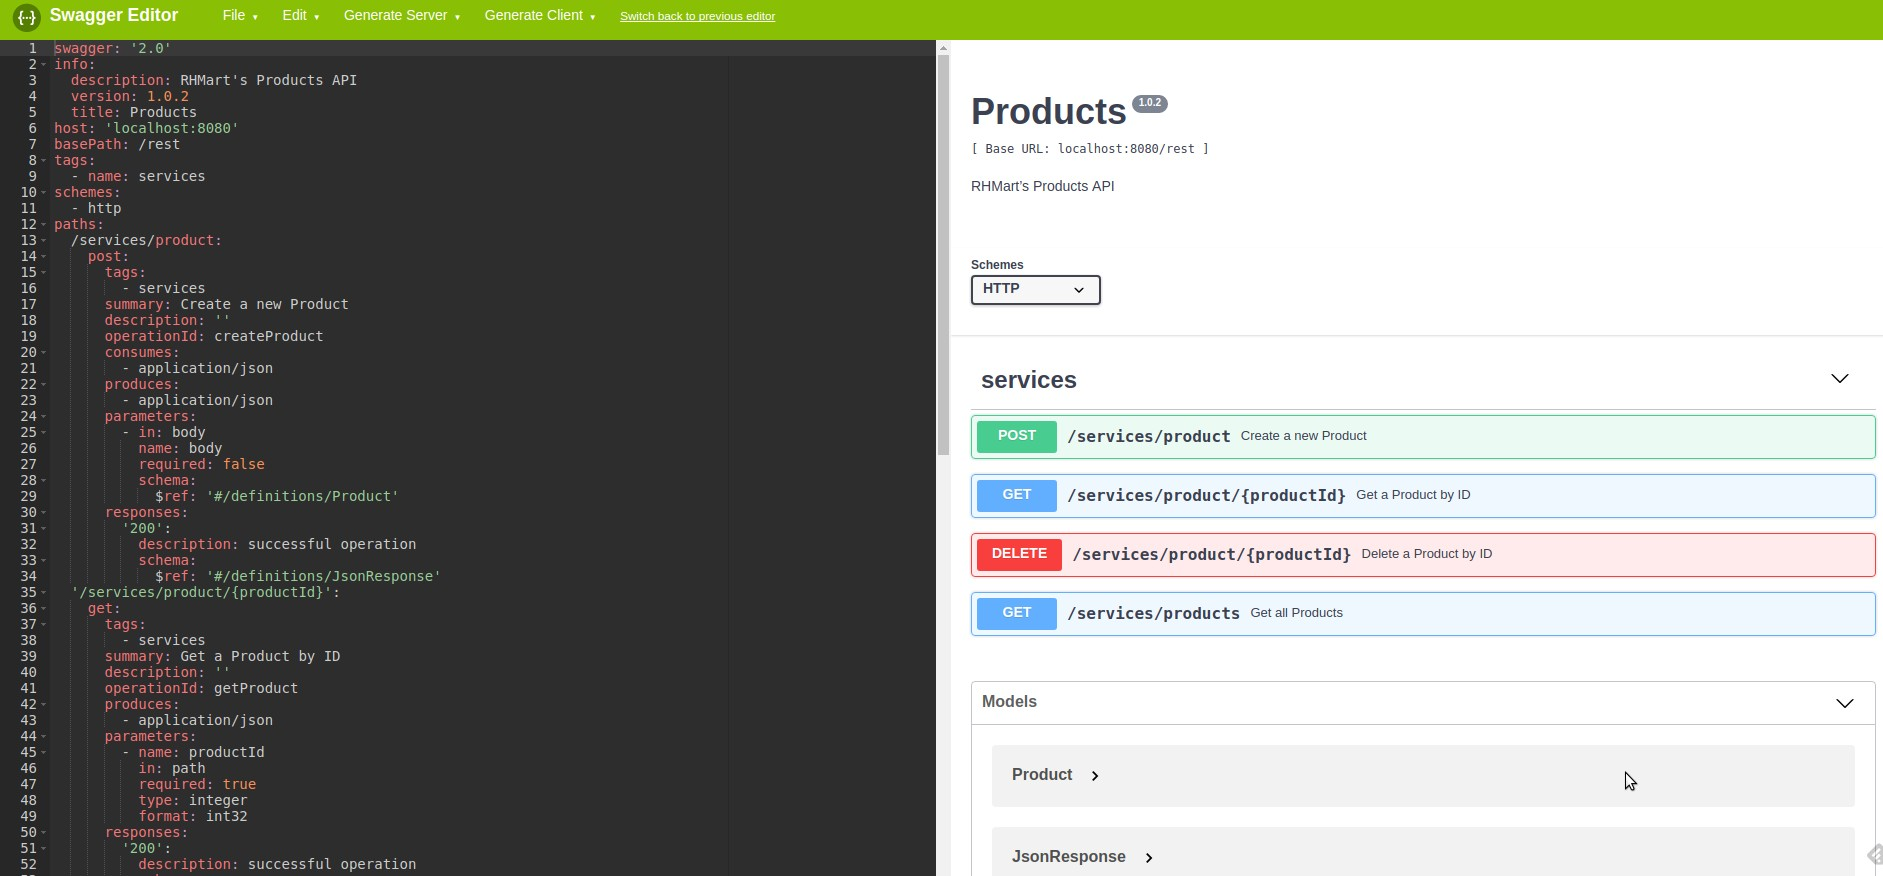 Swagger Editor File Edit Generate Server Generate Client Switch back to previous editor
1 swagger: '2.0'
2 info:
3 description: RHMart's Products API
4 version: 1.0.2
5 title: Products
6 host: 'localhost:8080'
7 basePath: /rest
8 tags:
9 - name: services
10 schemes:
11 - http
12 paths:
13 /services/product:
14 post:
15 tags:
16 - services
17 summary: Create a new Product
18 description: ''
19 operationId: createProduct
20 consumes:
21 - application/json
22 produces:
23 - application/json
24 parameters:
25 - in: body
26 name: body
27 required: false
28 schema:
29 $ref: '#/definitions/Product'
30 responses:
31 '200':
32 description: successful operation
33 schema:
34 $ref: '#/definitions/JsonResponse'
35 '/services/product/{productId}':
36 get:
37 tags:
38 - services
39 summary: Get a Product by ID
40 description: ''
41 operationId: getProduct
42 produces:
43 - application/json
44 parameters:
45 - name: productId
46 in: path
47 required: true
48 type: integer
49 format: int32
50 responses:
51 '200':
52 description: successful operation
Products 1.0.2
[ Base URL: localhost:8080/rest ]
RHMart's Products API
Schemes
HTTP
services
POST /services/product Create a new Product
GET /services/product/{productId} Get a Product by ID
DELETE /services/product/{productId} Delete a Product by ID
GET /services/products Get all Products
Models
Product
JsonResponse